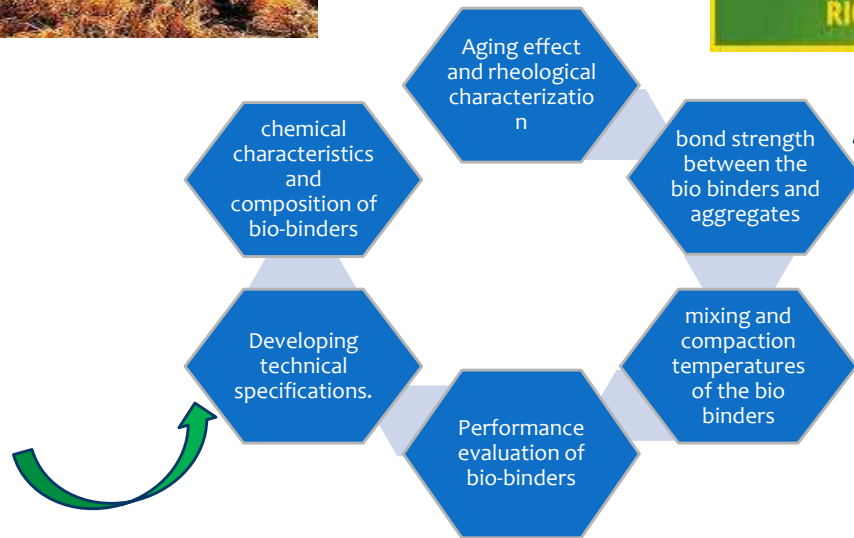 RI
Aging effect
and rheological
characterizatio
n
chemical
characteristics
and
composition of
bio-binders
bond strength
between the
bio binders and
aggregates
Developing
technical
specifications.
mixing and
compaction
temperatures
of the bio
binders
Performance
evaluation of
bio-binders